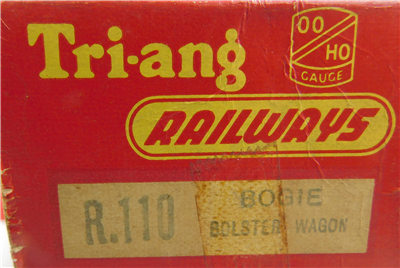 Tri-ang
OO
HO
GAUGE
RAILWAYS
R.110
BOGIE
BOLSTER WAGON